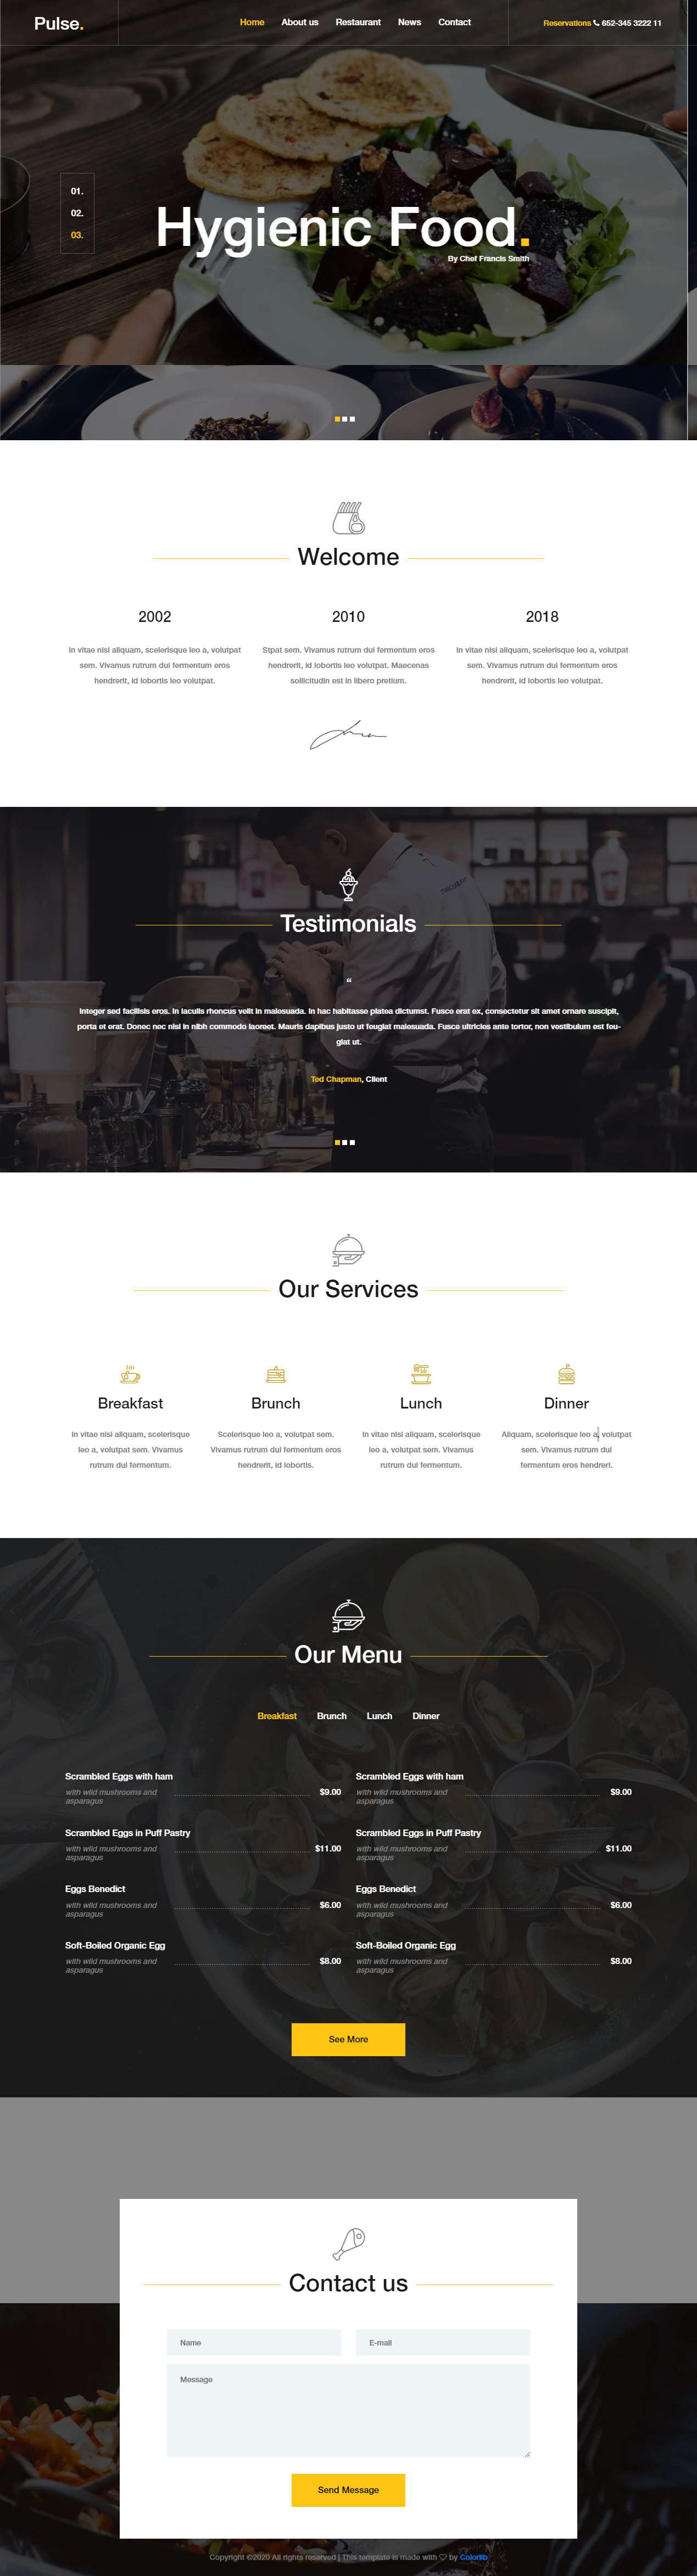 Pulse.
Home About us Restaurant News Contact
Reservations 652-345 3222 11
01.
02.
03.
Hygienic Food.
By Chef Francis Smith
Welcome
2002
In vitae nisi aliquam, scelerisque leo a, volutpat
sem. Vivamus rutrum dui fermentum eros
hendrerit, id lobortis leo volutpat.
2010
Stpat sem. Vivamus rutrum dui fermentum eros
hendrerit, id lobortis leo volutpat. Maecenas
sollicitudin est in libero pretium.
2018
In vitae nisi aliquam, scelerisque leo a, volutpat
sem. Vivamus rutrum dui fermentum eros
hendrerit, id lobortis leo volutpat.
Testimonials
“
Integer sed facilisis eros. In iaculis rhoncus velit in malesuada. In hac habitasse platea dictumst. Fusce erat ex, consectetur sit amet ornare suscipit,
porta et erat. Donec nec nisi in nibh commodo laoreet. Mauris dapibus justo ut feugiat malesuada. Fusce ultricies ante tortor, non vestibulum est feu-
giat ut.
Ted Chapman, Client
Our Services
Breakfast
In vitae nisi aliquam, scelerisque
leo a, volutpat sem. Vivamus
rutrum dui fermentum.
Brunch
Scelerisque leo a, volutpat sem.
Vivamus rutrum dui fermentum eros
hendrerit, id lobortis.
Lunch
In vitae nisi aliquam, scelerisque
leo a, volutpat sem. Vivamus
rutrum dui fermentum.
Dinner
Aliquam, scelerisque leo a, volutpat
sem. Vivamus rutrum dui
fermentum eros hendreri.
Our Menu
Breakfast Brunch Lunch Dinner
Scrambled Eggs with ham
with wild mushrooms and
asparagus
$9.00
Scrambled Eggs in Puff Pastry
with wild mushrooms and
asparagus
$11.00
Eggs Benedict
with wild mushrooms and
asparagus
$6.00
Soft-Boiled Organic Egg
with wild mushrooms and
asparagus
$8.00
Scrambled Eggs with ham
with wild mushrooms and
asparagus
$9.00
Scrambled Eggs in Puff Pastry
with wild mushrooms and
asparagus
$11.00
Eggs Benedict
with wild mushrooms and
asparagus
$6.00
Soft-Boiled Organic Egg
with wild mushrooms and
asparagus
$8.00
See More
Contact us
Name
E-mail
Message
Send Message
Copyright ©2020 All rights reserved | This template is made with ♡ by Colorlib